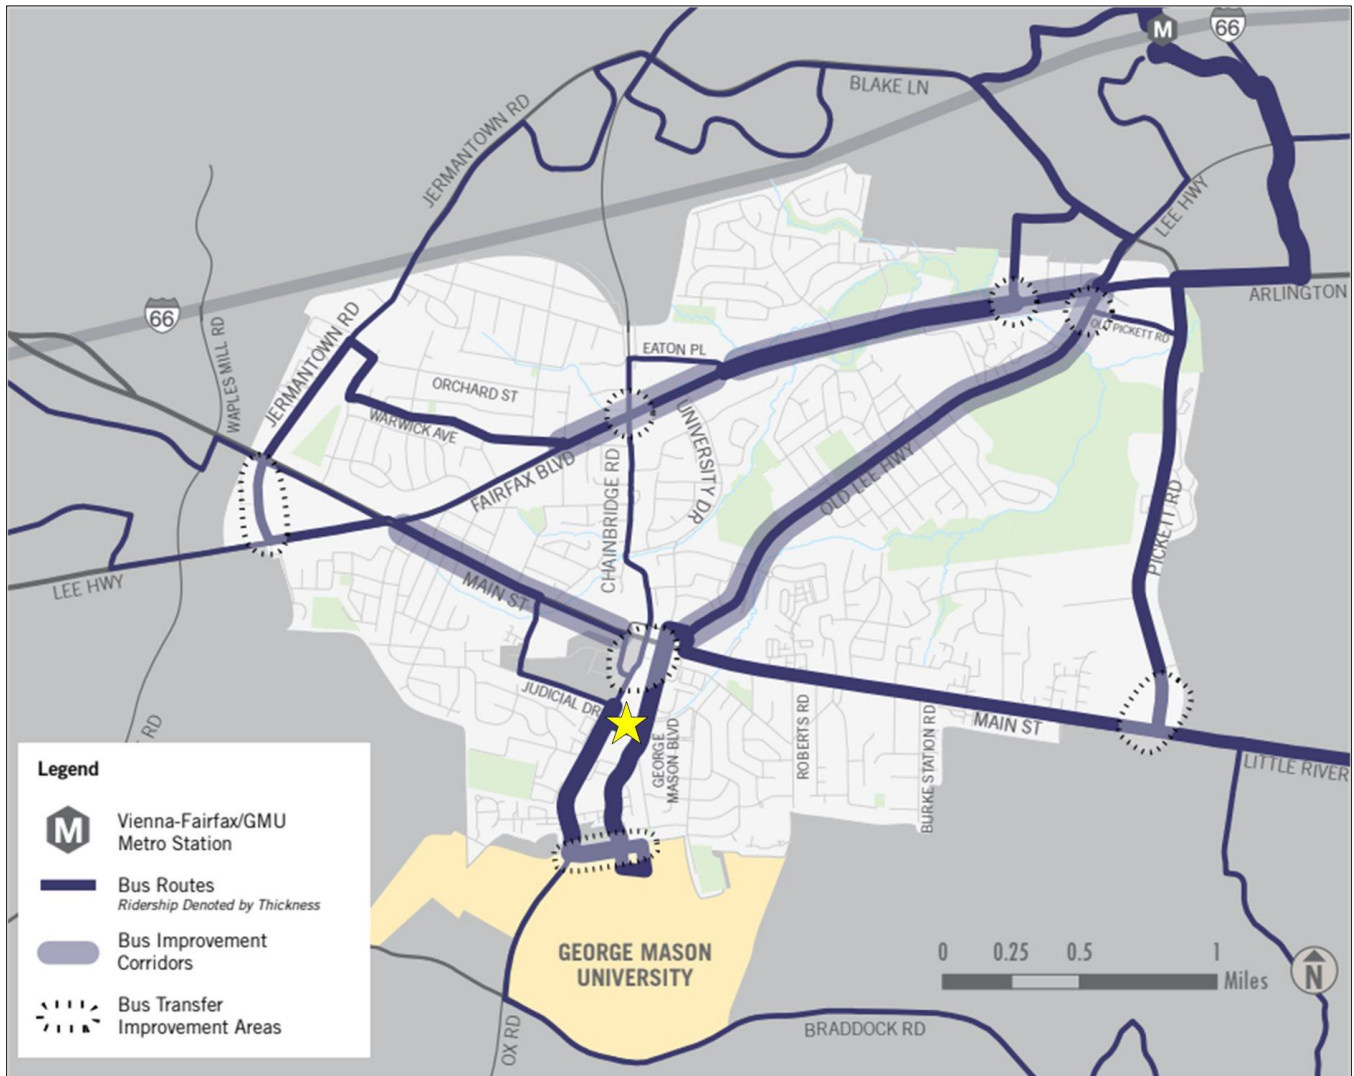 M
66
BLAKE LN
JERMANTOWN RD
LEE HWY
ARLINGTON
66
WAPLES MILL RD
JERMANTOWN RD
EATON PL
OLD PICKETT RD
ORCHARD ST
WARWICK AVE
UNIVERSITY DR
FAIRFAX BLVD
CHAINBRIDGE RD
OLD LEE HWY
PICKETT RD
LEE HWY
MAIN ST
JUDICIAL DR
GEORGE
MASON BLVD
ROBERTS RD
BURKE STATION RD
MAIN ST
LITTLE RIVER
RD
Legend
M
Vienna-Fairfax/GMU
Metro Station
Bus Routes
Ridership Denoted by Thickness
Bus Improvement
Corridors
Bus Transfer
Improvement Areas
GEORGE MASON
UNIVERSITY
0 0.25 0.5 1
Miles
N
OX RD
BRADDOCK RD